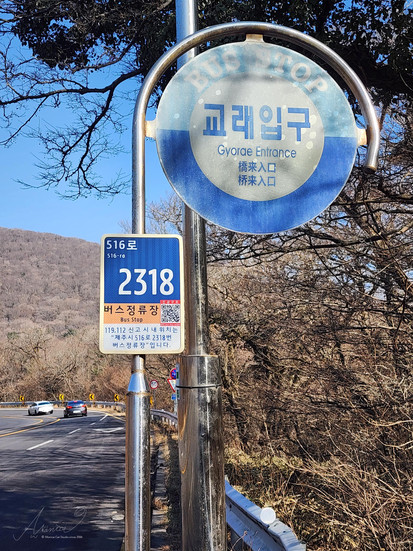 BUS STOP
교래입구
Gyorae Entrance
橋来入口
桥来入口
516로
516-ro
2318
버스정류장
Bus Stop
119,112 신고 시 내 위치는
"제주시 516로 2318번
버스정류장"입니다.